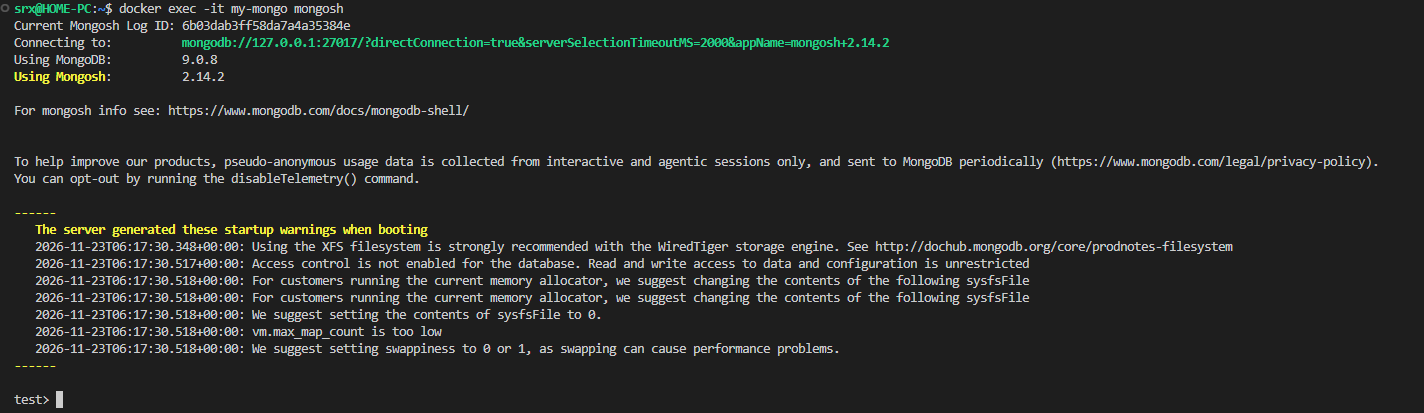 srx@HOME-PC:~$ docker exec -it my-mongo mongosh
Current Mongosh Log ID: 6b03dab3ff58da7a4a35384e
Connecting to:          mongodb://127.0.0.1:27017/?directConnection=true&serverSelectionTimeoutMS=2000&appName=mongosh+2.14.2
Using MongoDB:          9.0.8
Using Mongosh:          2.14.2
For mongosh info see: https://www.mongodb.com/docs/mongodb-shell/
To help improve our products, pseudo-anonymous usage data is collected from interactive and agentic sessions only, and sent to MongoDB periodically (https://www.mongodb.com/legal/privacy-policy).
You can opt-out by running the disableTelemetry() command.
------
   The server generated these startup warnings when booting
   2026-11-23T06:17:30.348+00:00: Using the XFS filesystem is strongly recommended with the WiredTiger storage engine. See http://dochub.mongodb.org/core/prodnotes-filesystem
   2026-11-23T06:17:30.517+00:00: Access control is not enabled for the database. Read and write access to data and configuration is unrestricted
   2026-11-23T06:17:30.518+00:00: For customers running the current memory allocator, we suggest changing the contents of the following sysfsFile
   2026-11-23T06:17:30.518+00:00: For customers running the current memory allocator, we suggest changing the contents of the following sysfsFile
   2026-11-23T06:17:30.518+00:00: We suggest setting the contents of sysfsFile to 0.
   2026-11-23T06:17:30.518+00:00: vm.max_map_count is too low
   2026-11-23T06:17:30.518+00:00: We suggest setting swappiness to 0 or 1, as swapping can cause performance problems.
------
test>